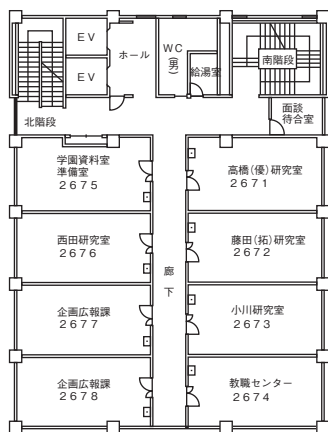 EV
EV
ホール
WC
(男)
給湯室
南階段
北階段
面談
待合室
学園資料室
準備室
2675
高橋(優)研究室
2671
西田研究室
2676
藤田(拓)研究室
2672
廊下
企画広報課
2677
小川研究室
2673
企画広報課
2678
教職センター
2674